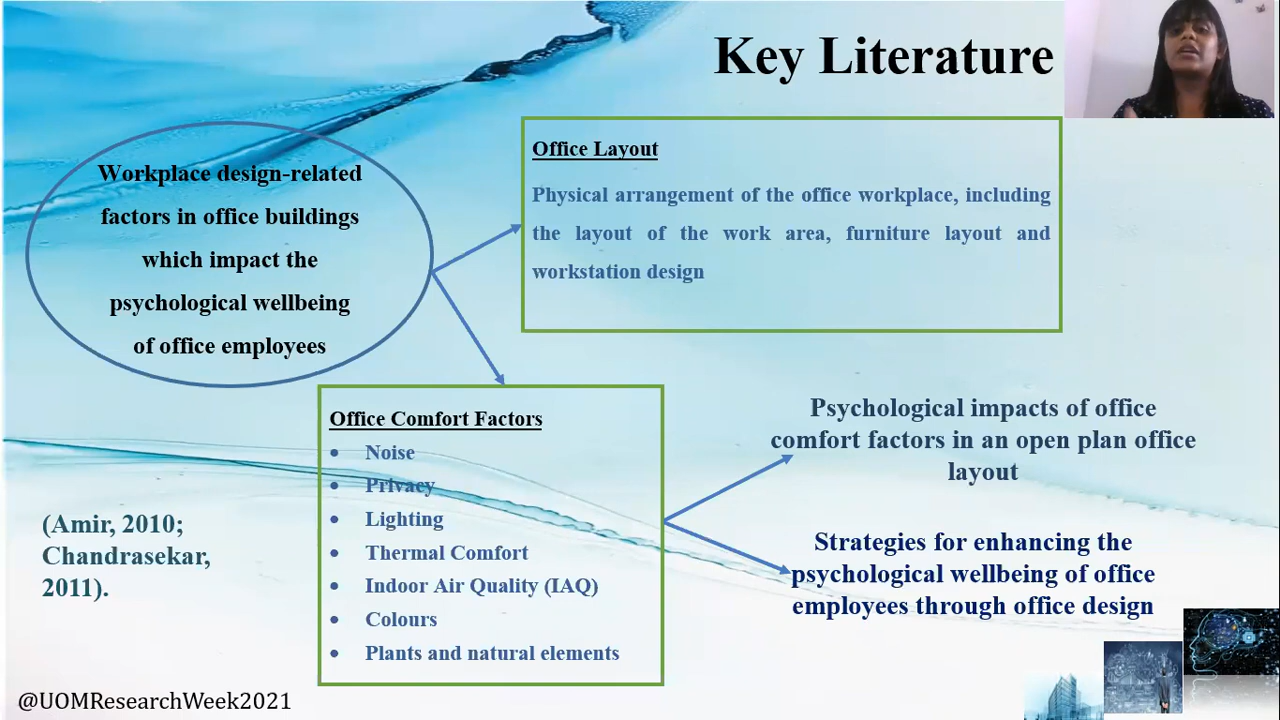 Key Literature
Workplace design-related
factors in office buildings
which impact the
psychological wellbeing
of office employees
Office Layout
Physical arrangement of the office workplace, including
the layout of the work area, furniture layout and
workstation design
Office Comfort Factors
• Noise
• Privacy
• Lighting
• Thermal Comfort
• Indoor Air Quality (IAQ)
• Colours
• Plants and natural elements
Psychological impacts of office
comfort factors in an open plan office
layout
Strategies for enhancing the
psychological wellbeing of office
employees through office design
(Amir, 2010;
Chandrasekar,
2011).
@UOMResearchWeek2021